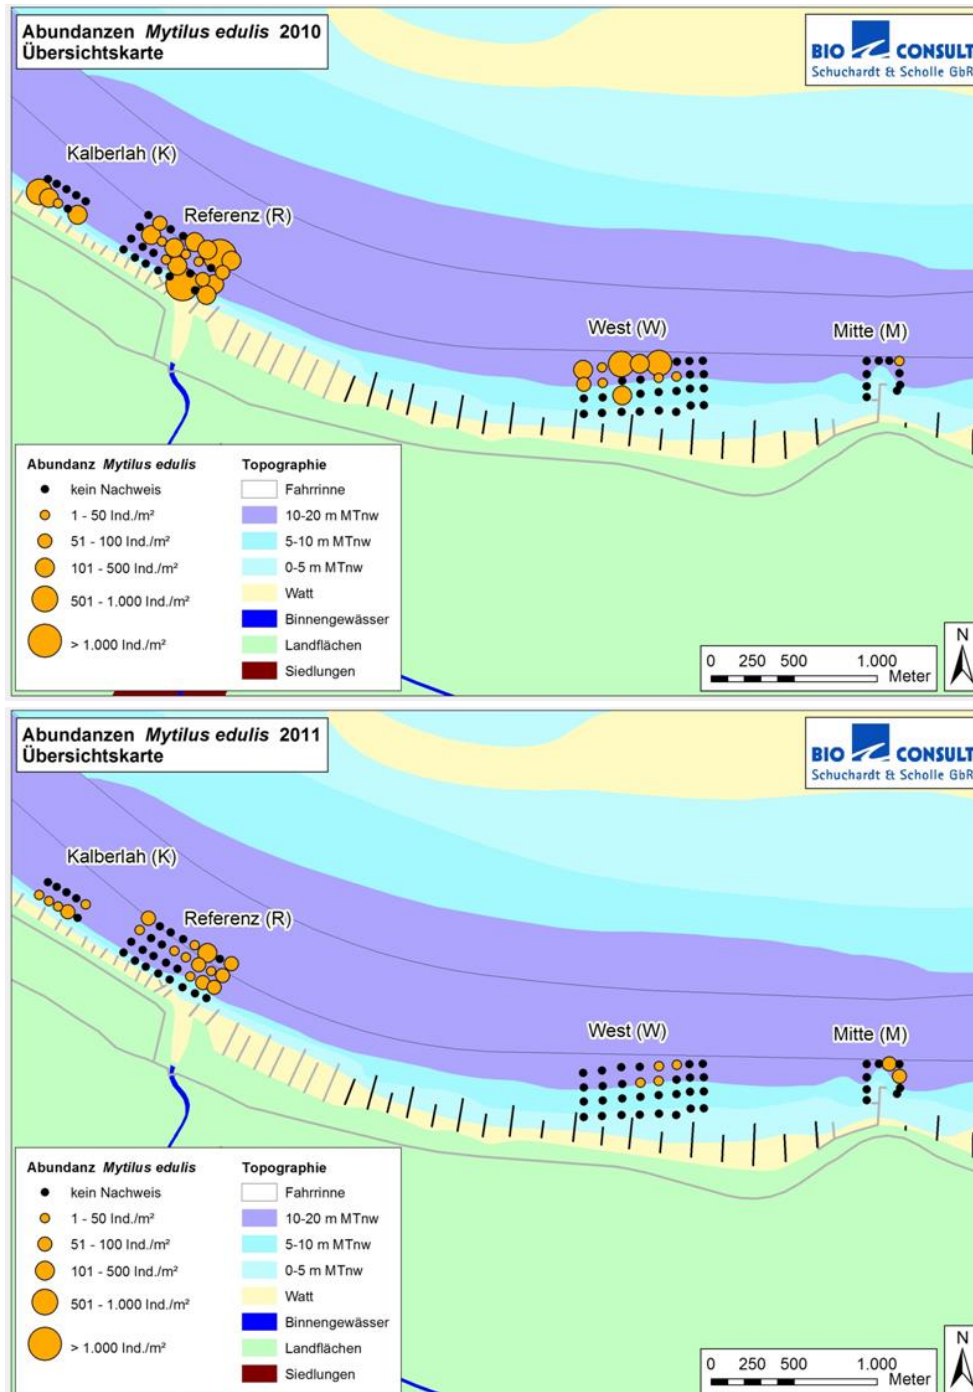 Abundanzen Mytilus edulis 2010
Übersichtskarte
BIO CONSULT
Schuchardt & Scholle GbR
Kalberlah (K)
Referenz (R)
West (W)
Mitte (M)
Abundanz Mytilus edulis
kein Nachweis
1 - 50 Ind./m²
51 - 100 Ind./m²
101 - 500 Ind./m²
501 - 1.000 Ind./m²
> 1.000 Ind./m²
Topographie
Fahrrinne
10-20 m MTnw
5-10 m MTnw
0-5 m MTnw
Watt
Binnengewässer
Landflächen
Siedlungen
0 250 500 1.000
Meter
N
Abundanzen Mytilus edulis 2011
Übersichtskarte
BIO CONSULT
Schuchardt & Scholle GbR
Kalberlah (K)
Referenz (R)
West (W)
Mitte (M)
Abundanz Mytilus edulis
kein Nachweis
1 - 50 Ind./m²
51 - 100 Ind./m²
101 - 500 Ind./m²
501 - 1.000 Ind./m²
> 1.000 Ind./m²
Topographie
Fahrrinne
10-20 m MTnw
5-10 m MTnw
0-5 m MTnw
Watt
Binnengewässer
Landflächen
Siedlungen
0 250 500 1.000
Meter
N